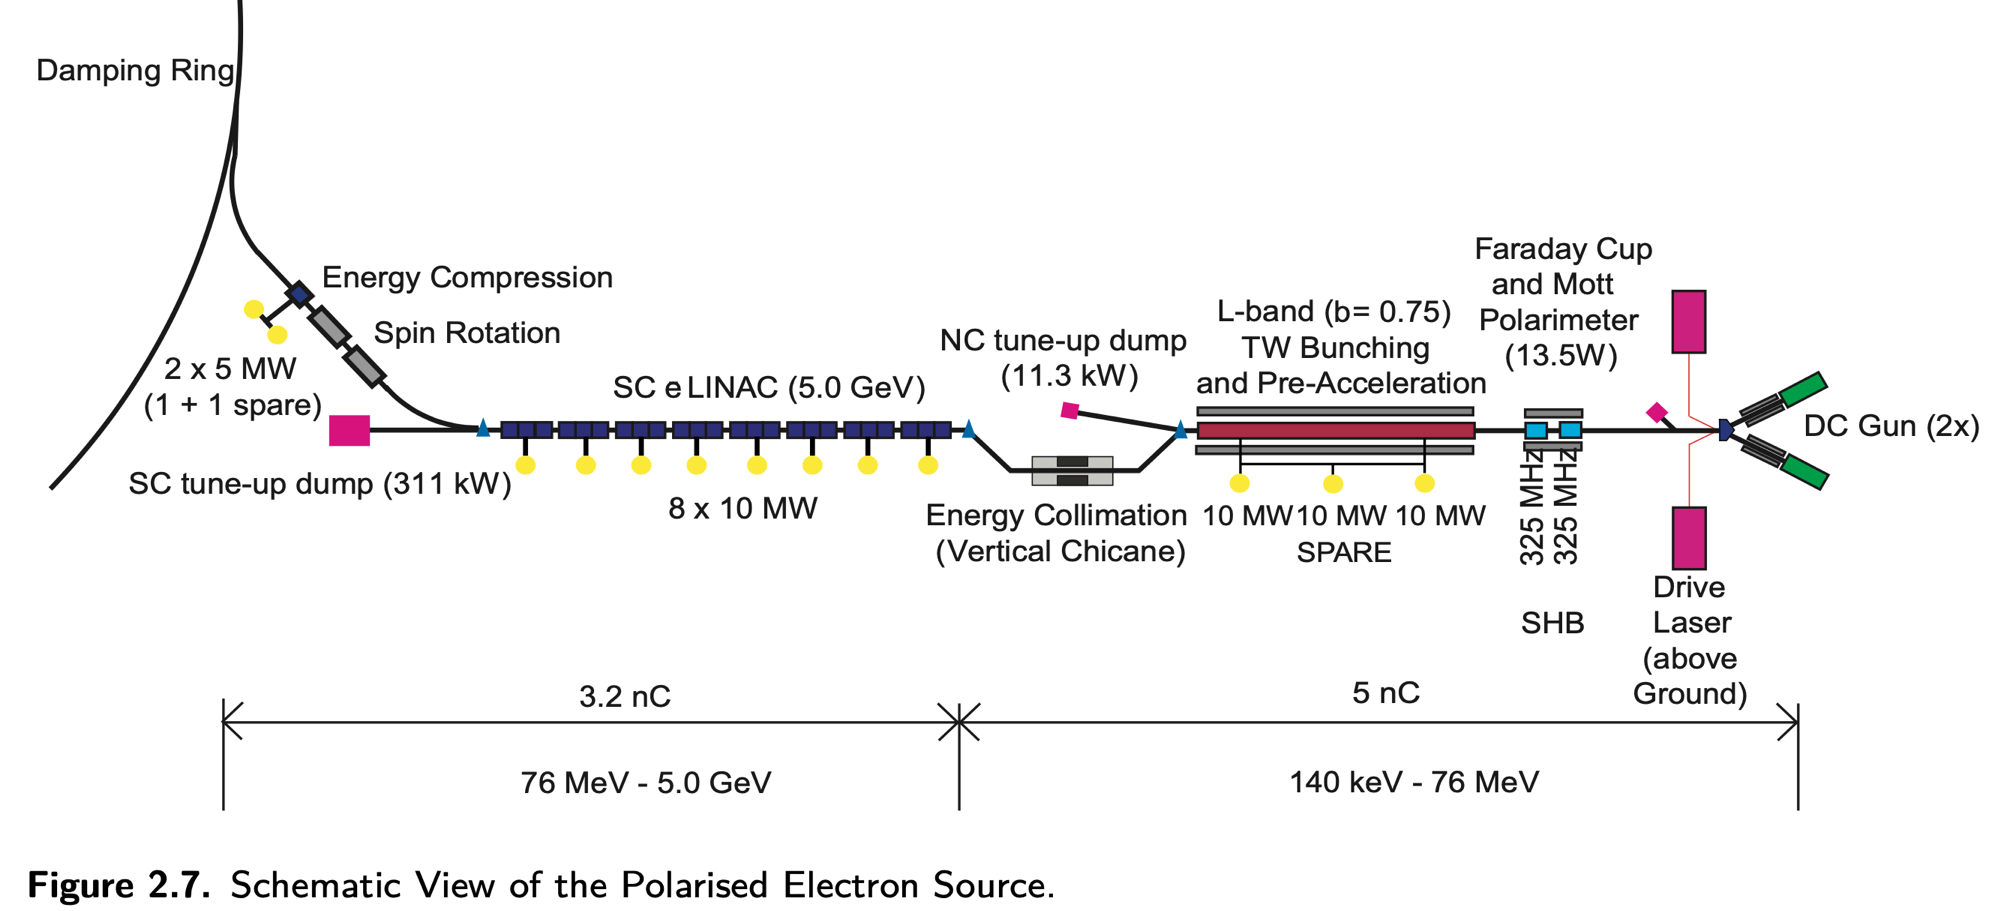 Damping Ring
Energy Compression
Spin Rotation
2 x 5 MW
(1 + 1 spare)
SC tune-up dump (311 kW)
SC e LINAC (5.0 GeV)
8 x 10 MW
NC tune-up dump
(11.3 kW)
Energy Collimation
(Vertical Chicane)
L-band (b= 0.75)
TW Bunching
and Pre-Acceleration
10 MW 10 MW 10 MW
SPARE
Faraday Cup
and Mott
Polarimeter
(13.5W)
325 MHz
325 MHz
SHB
DC Gun (2x)
Drive
Laser
(above
Ground)
3.2 nC
5 nC
76 MeV - 5.0 GeV
140 keV - 76 MeV
Figure 2.7. Schematic View of the Polarised Electron Source.